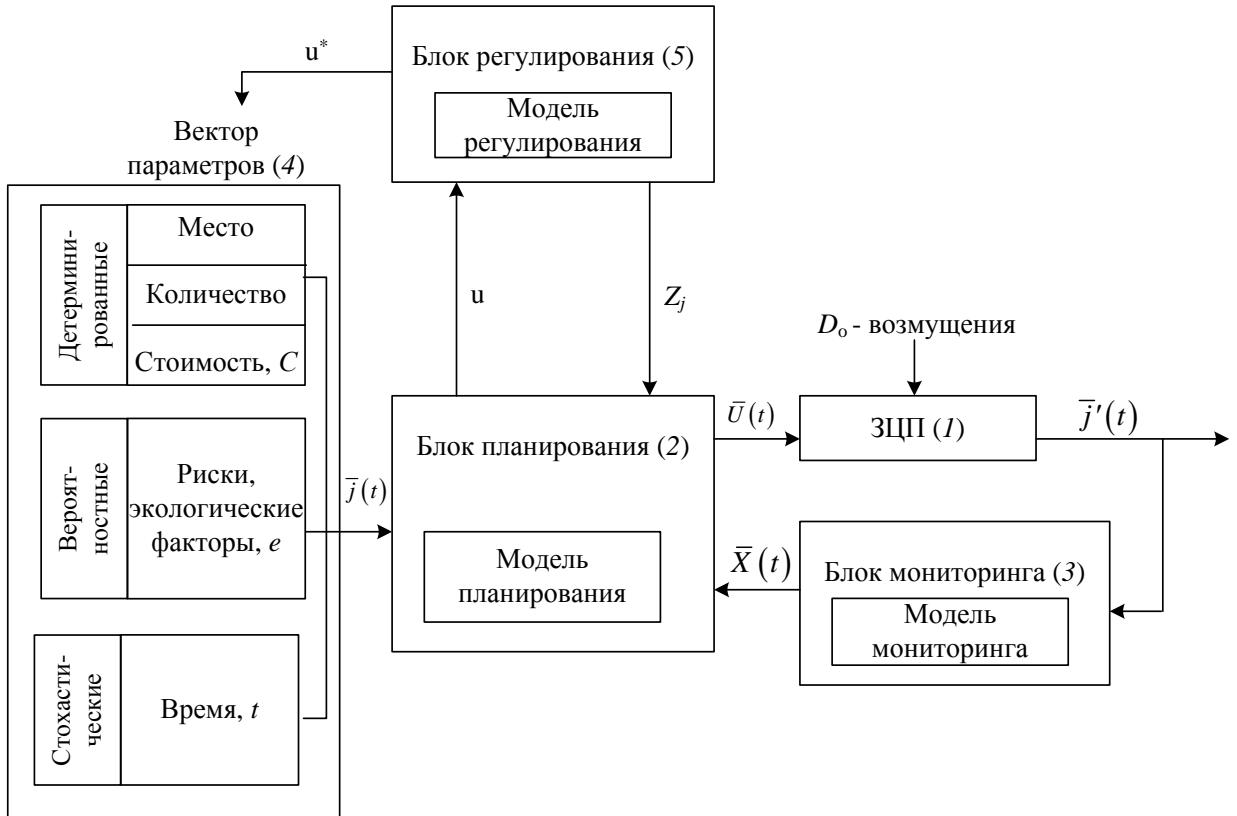 u*
Блок регулирования (5)
Модель
регулирования
Вектор
параметров (4)
Детермини-
рованные
Место
Количество
Стоимость, C
u
Z_j
D_o - возмущения
Вероят-
ностные
Риски,
экологические
факторы, e
j̅(t)
Блок планирования (2)
Модель
планирования
U̅(t)
ЗЦП (1)
j̅′(t)
X̅(t)
Блок мониторинга (3)
Модель
мониторинга
Стохасти-
ческие
Время, t